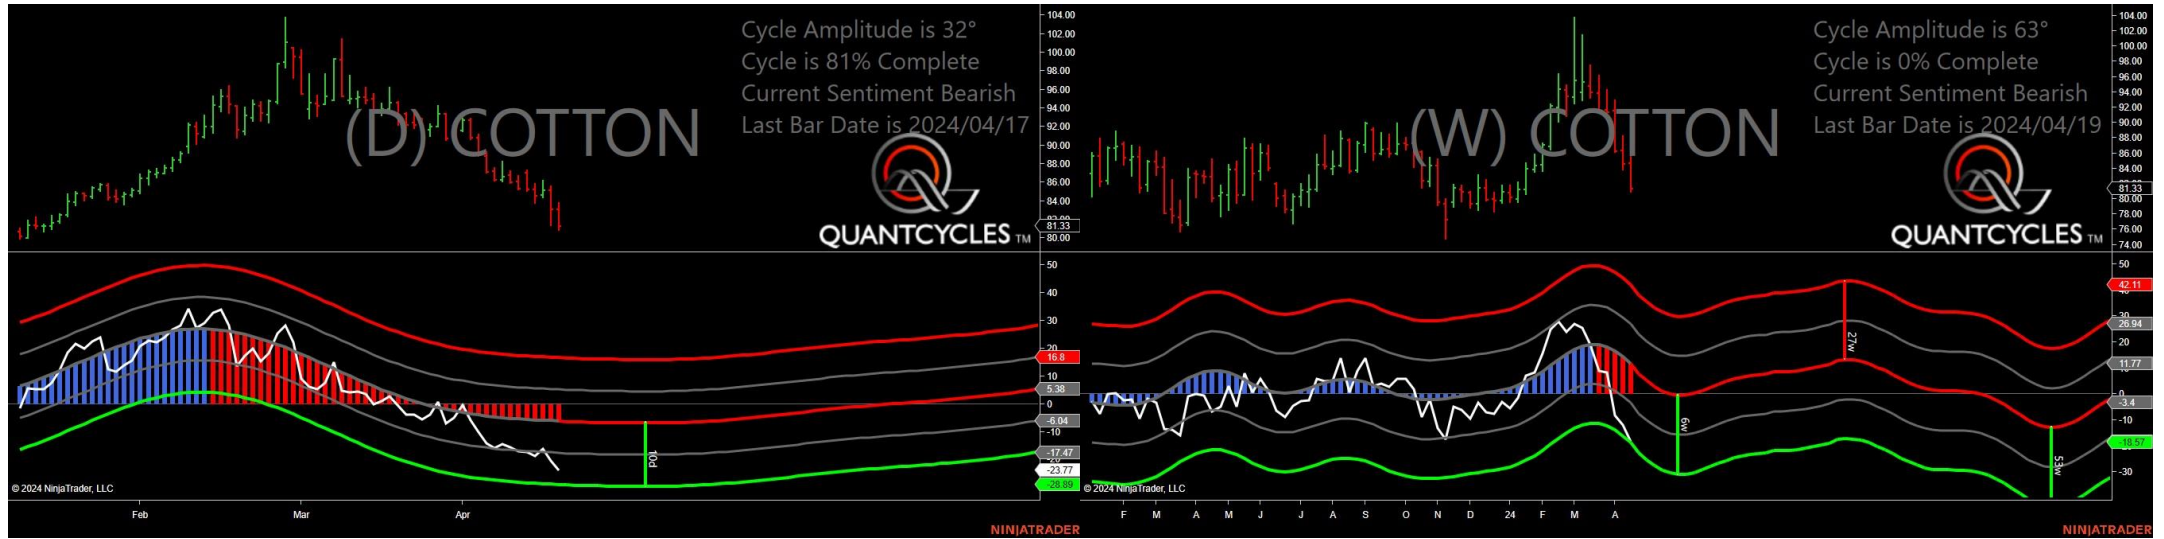 Cycle Amplitude is 32°
Cycle is 81% Complete
Current Sentiment Bearish
Last Bar Date is 2024/04/17
(D) COTTON
QUANTCYCLES TM
104.00
102.00
100.00
98.00
96.00
94.00
92.00
90.00
88.00
86.00
84.00
81.33
80.00
50
40
30
20
16.8
10
5.38
0
-6.04
-10
-17.47
-23.77
-28.89
10d
© 2024 NinjaTrader, LLC
Feb Mar Apr
NINJATRADER
Cycle Amplitude is 63°
Cycle is 0% Complete
Current Sentiment Bearish
Last Bar Date is 2024/04/19
(W) COTTON
QUANTCYCLES TM
104.00
102.00
100.00
98.00
96.00
94.00
92.00
90.00
88.00
86.00
84.00
81.33
80.00
78.00
76.00
74.00
50
42.11
30
26.94
20
11.77
0
-3.4
-10
-18.57
-30
6w
27w
53w
© 2024 NinjaTrader, LLC
F M A M J J A S O N D 24 F M A
NINJATRADER